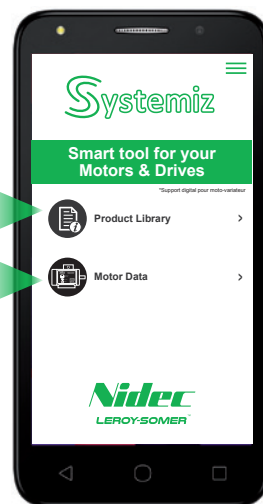 Systemiz
Smart tool for your
Motors & Drives
*Support digital pour moto-variateur
Product Library
Motor Data
Nidec
LEROY-SOMER